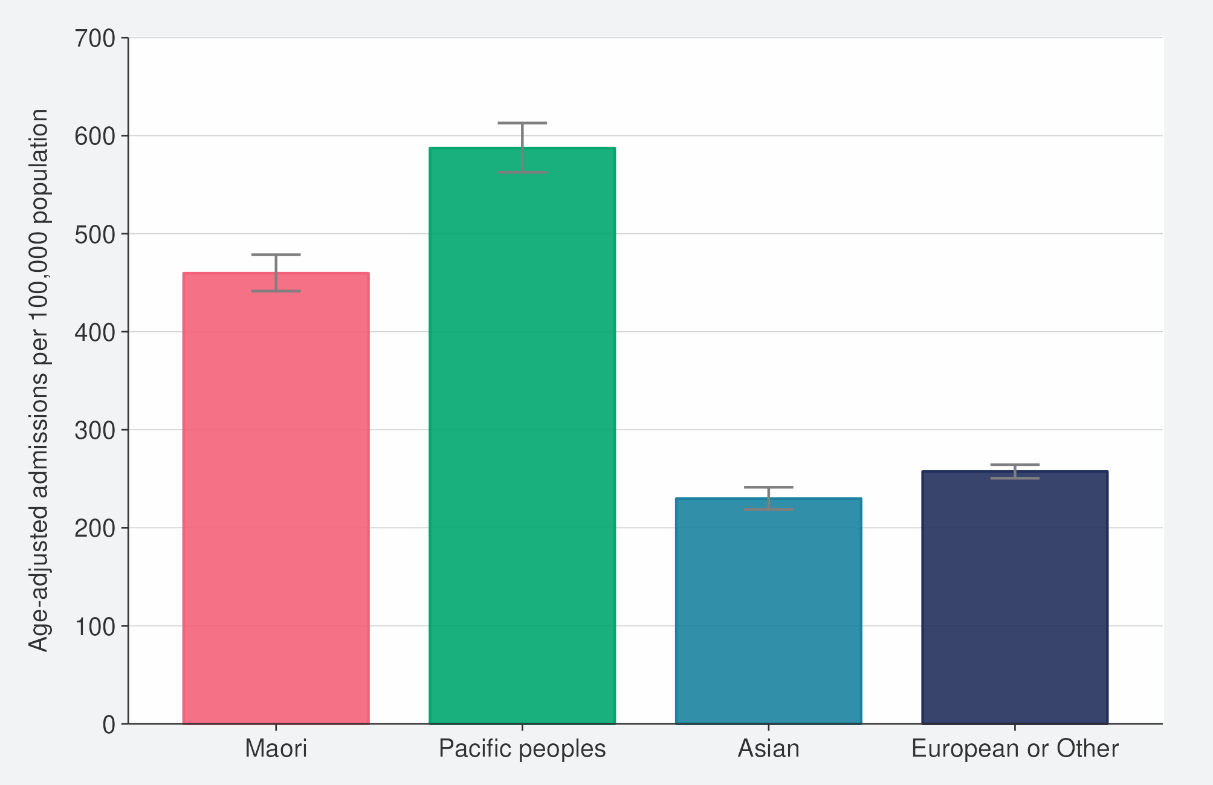 Age-adjusted admissions per 100,000 population
700
600
500
400
300
200
100
0
Maori
Pacific peoples
Asian
European or Other